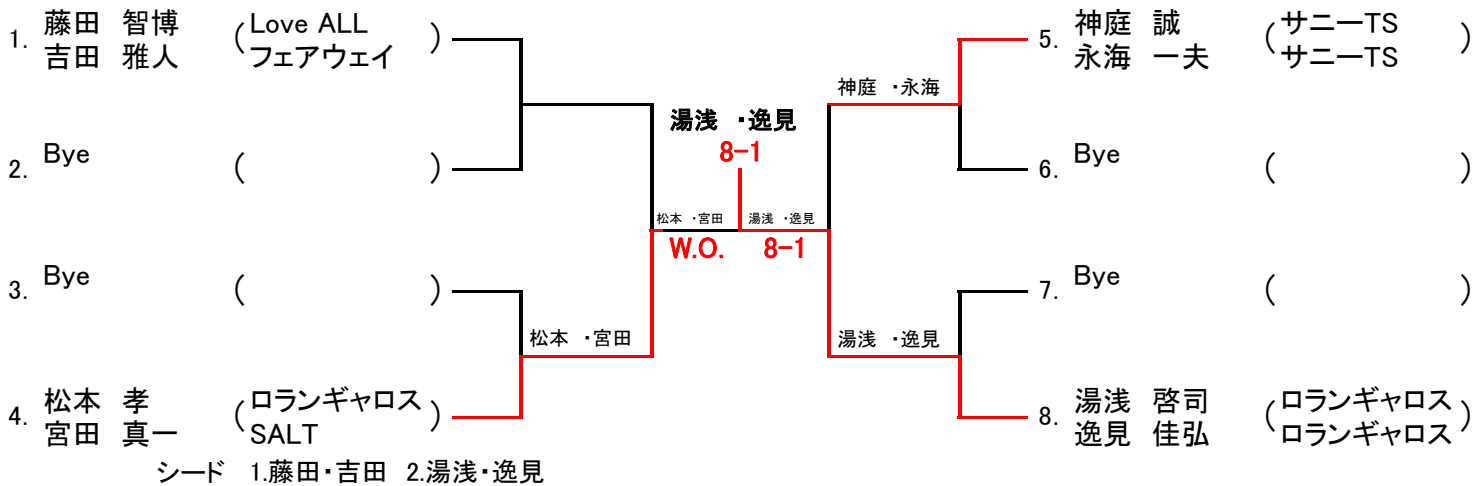 1. 藤田 智博 (Love ALL
吉田 雅人 フェアウェイ)
2. Bye ( )
3. Bye ( )
4. 松本 孝 (ロランギャロス
宮田 真一 SALT)
松本 ・宮田
松本 ・宮田
W.O.
湯浅 ・逸見
8-1
湯浅 ・逸見
8-1
神庭 ・永海
湯浅 ・逸見
5. 神庭 誠 (サニーTS
永海 一夫 サニーTS)
6. Bye ( )
7. Bye ( )
8. 湯浅 啓司 (ロランギャロス
逸見 佳弘 ロランギャロス)
シード 1.藤田・吉田 2.湯浅・逸見